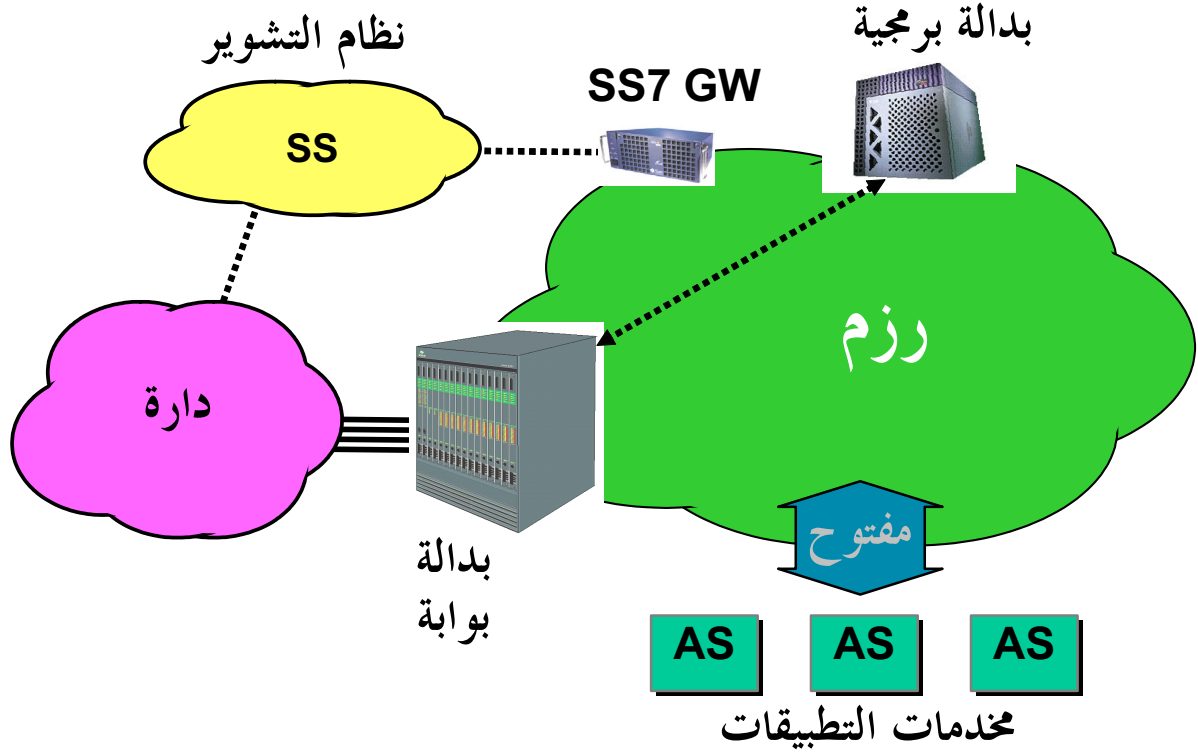 بدالة برمجية
نظام التشوير
SS7 GW
SS
رزم
دارة
مفتوح
بدالة
بوابة
AS
AS
AS
مخدمات التطبيقات